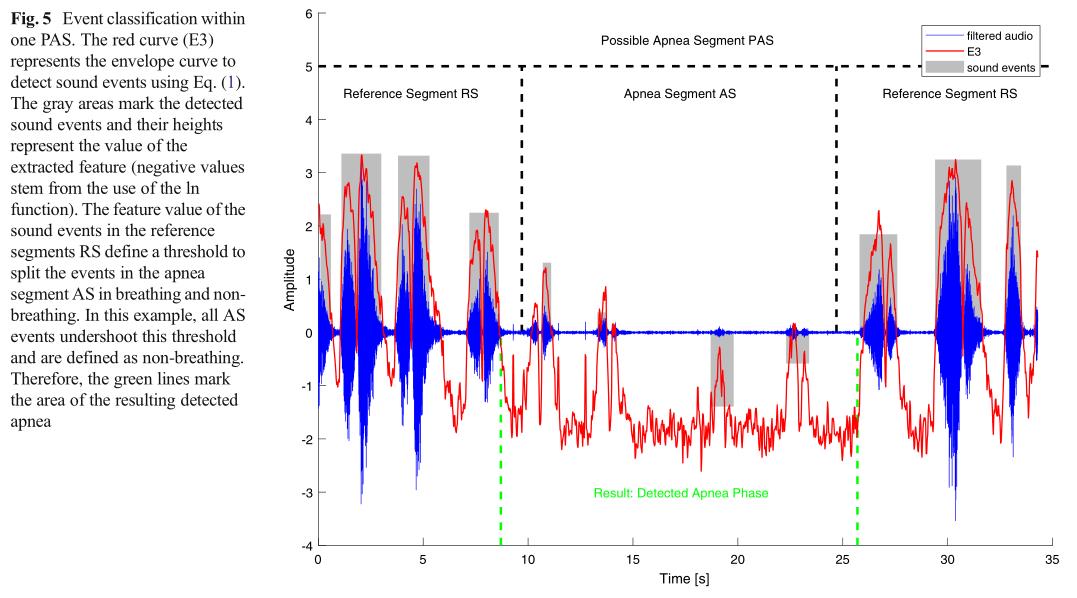 Fig. 5 Event classification within
one PAS. The red curve (E3)
represents the envelope curve to
detect sound events using Eq. (1).
The gray areas mark the detected
sound events and their heights
represent the value of the
extracted feature (negative values
stem from the use of the ln
function). The feature value of the
sound events in the reference
segments RS define a threshold to
split the events in the apnea
segment AS in breathing and non-
breathing. In this example, all AS
events undershoot this threshold
and are defined as non-breathing.
Therefore, the green lines mark
the area of the resulting detected
apnea
6
5
4
3
2
1
0
-1
-2
-3
-4
Amplitude
Possible Apnea Segment PAS
filtered audio
E3
sound events
Reference Segment RS
Apnea Segment AS
Reference Segment RS
Result: Detected Apnea Phase
0 5 10 15 20 25 30 35
Time [s]